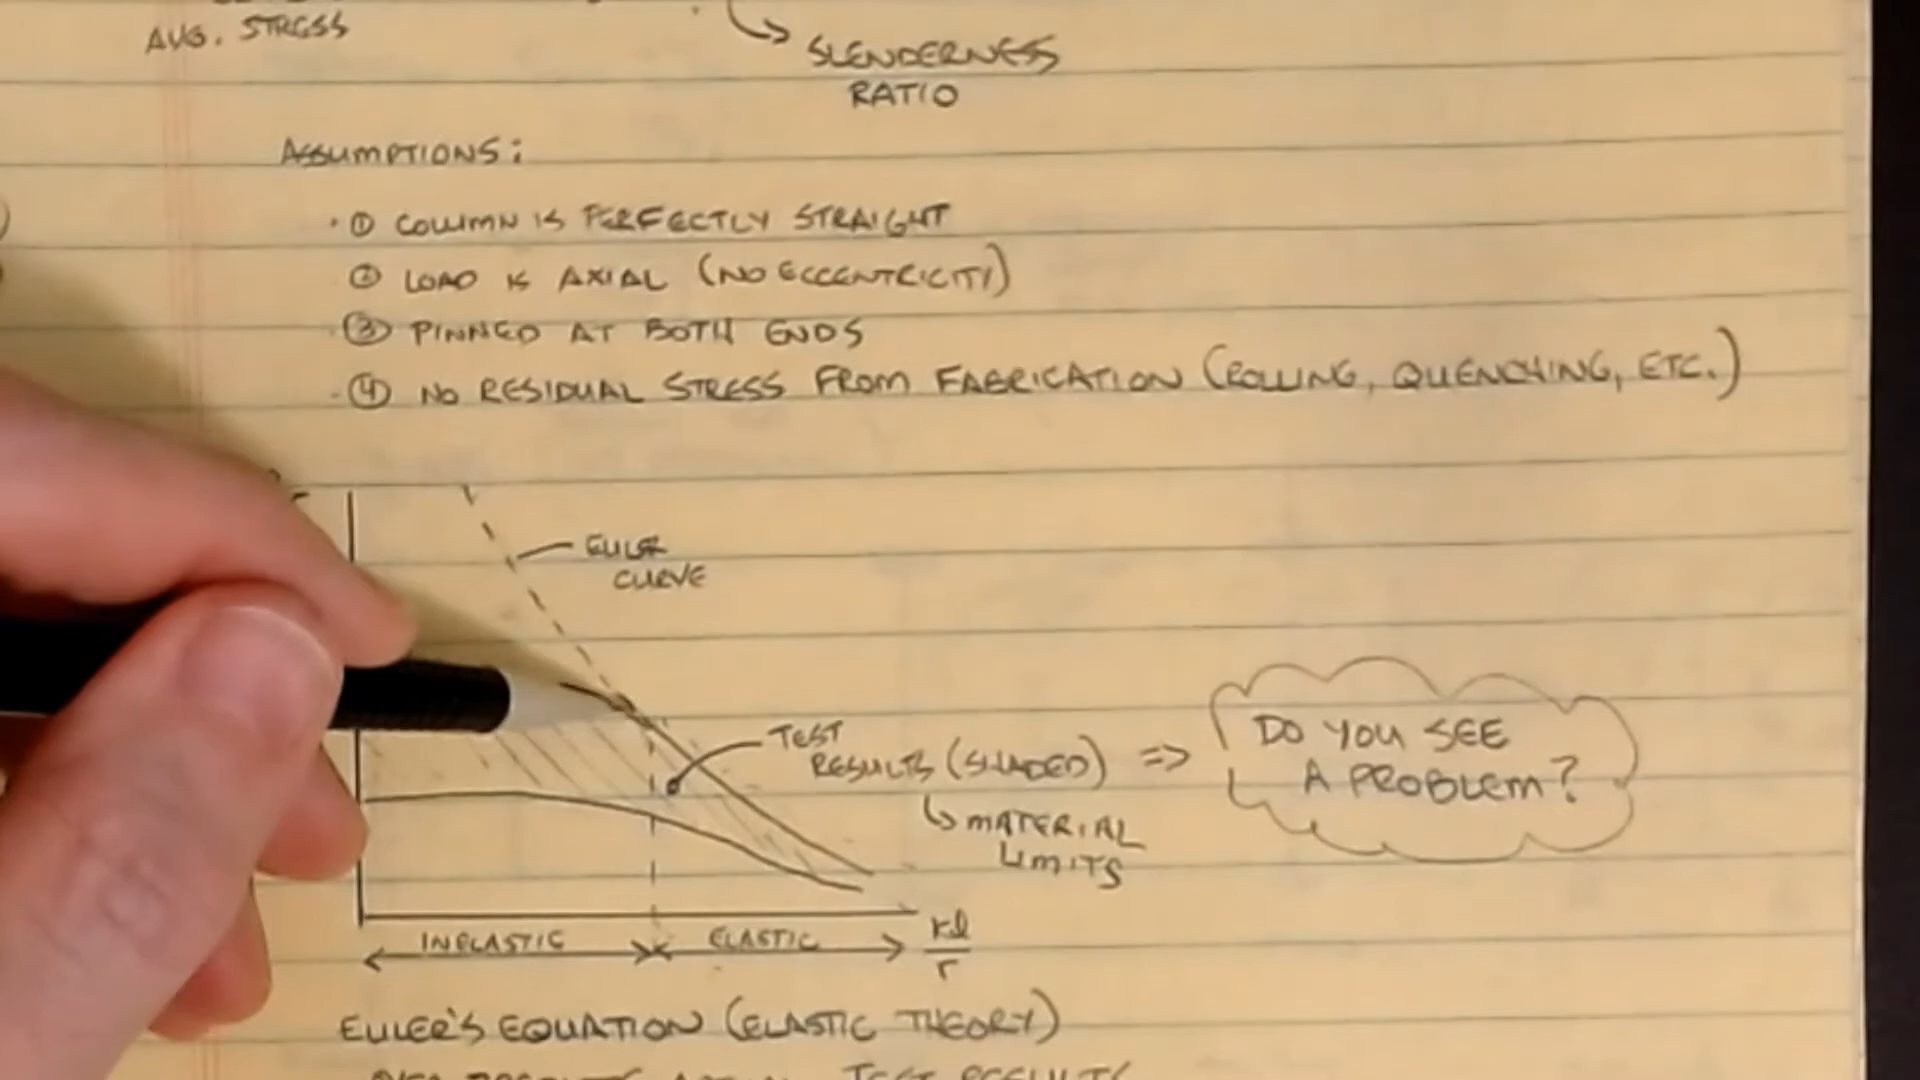 AVG. STRESS
SLENDERNESS
RATIO
ASSUMPTIONS:
① COLUMN IS PERFECTLY STRAIGHT
② LOAD IS AXIAL (NO ECCENTRICITY)
③ PINNED AT BOTH ENDS
④ NO RESIDUAL STRESS FROM FABRICATION (ROLLING, QUENCHING, ETC.)
EULER
CURVE
TEST
RESULTS (SHADED) =>
MATERIAL
LIMITS
DO YOU SEE
A PROBLEM?
INELASTIC ELASTIC
kl
r
EULER'S EQUATION (ELASTIC THEORY)
TEST RESULTS